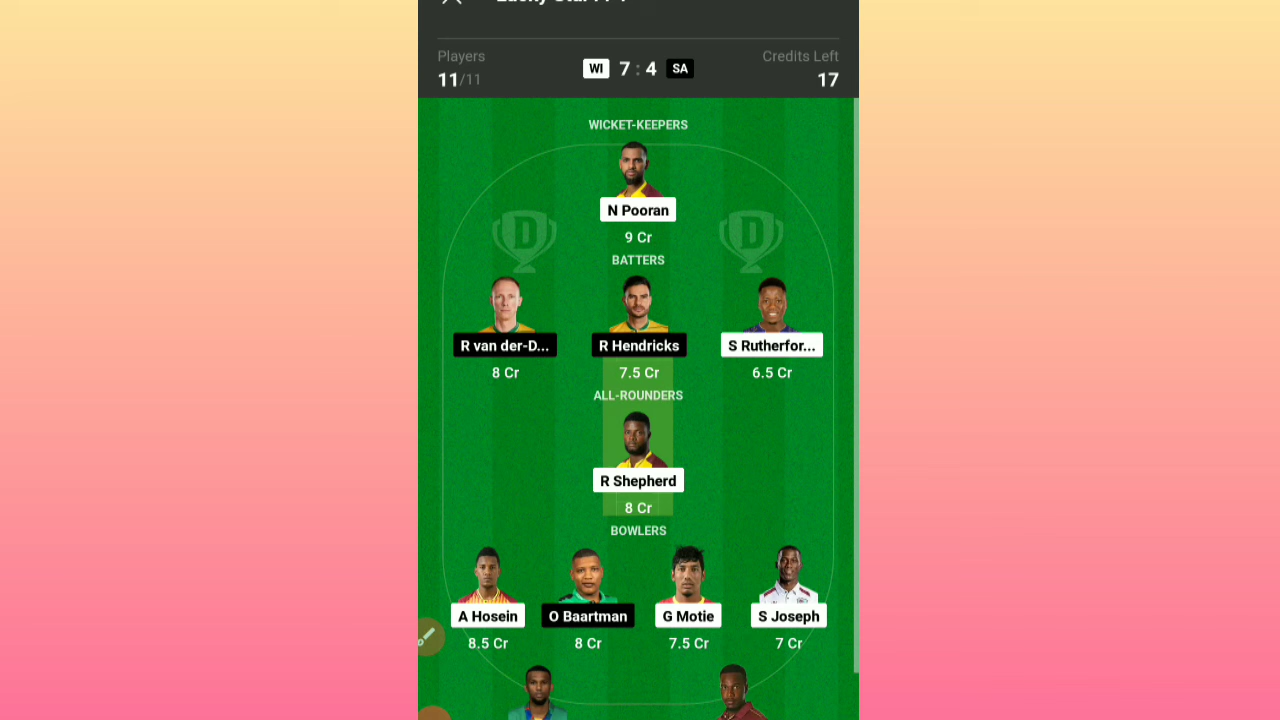 Players
Credits Left
11/11
WI 7 : 4 SA
17
WICKET-KEEPERS
N Pooran
9 Cr
BATTERS
R van der-D...
R Hendricks
S Rutherfor...
8 Cr
7.5 Cr
6.5 Cr
ALL-ROUNDERS
R Shepherd
8 Cr
BOWLERS
A Hosein
O Baartman
G Motie
S Joseph
8.5 Cr
8 Cr
7.5 Cr
7 Cr